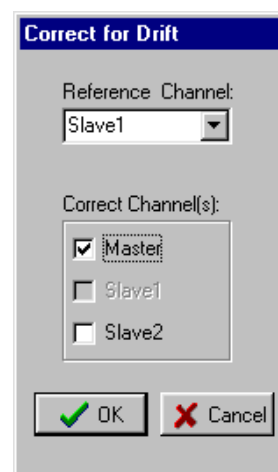 Correct for Drift
Reference Channel:
Slave1
Correct Channel(s):
Master
Slave1
Slave2
OK
Cancel